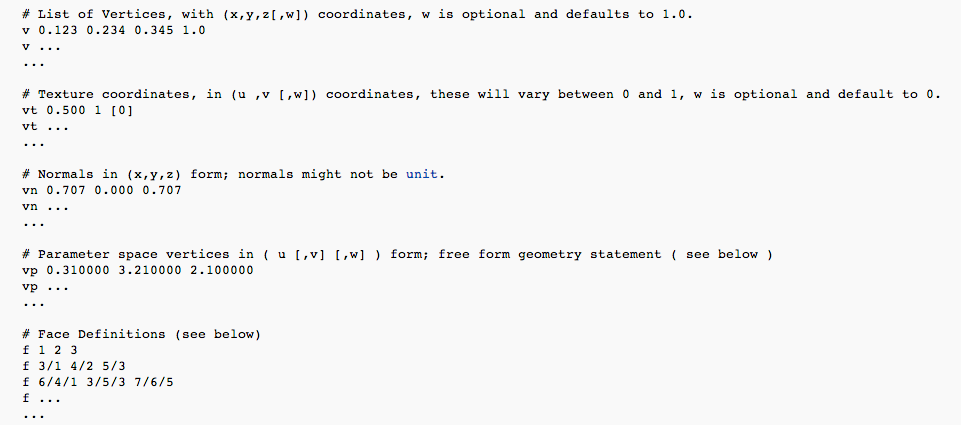 # List of Vertices, with (x,y,z[,w]) coordinates, w is optional and defaults to 1.0.
v 0.123 0.234 0.345 1.0
v ...
...
# Texture coordinates, in (u ,v [,w]) coordinates, these will vary between 0 and 1, w is optional and default to 0.
vt 0.500 1 [0]
vt ...
...
# Normals in (x,y,z) form; normals might not be unit.
vn 0.707 0.000 0.707
vn ...
...
# Parameter space vertices in ( u [,v] [,w] ) form; free form geometry statement ( see below )
vp 0.310000 3.210000 2.100000
vp ...
...
# Face Definitions (see below)
f 1 2 3
f 3/1 4/2 5/3
f 6/4/1 3/5/3 7/6/5
f ...
...